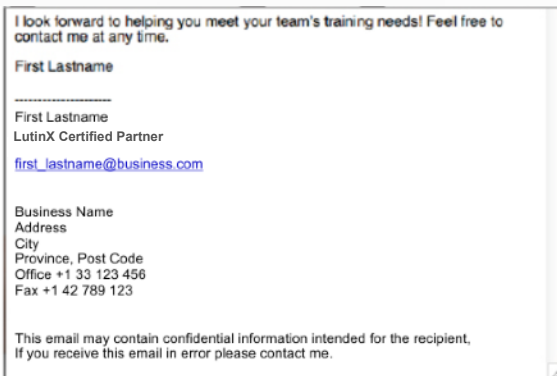 I look forward to helping you meet your team's training needs! Feel free to
contact me at any time.
First Lastname
----------------------
First Lastname
LutinX Certified Partner
first_lastname@business.com
Business Name
Address
City
Province, Post Code
Office +1 33 123 456
Fax +1 42 789 123
This email may contain confidential information intended for the recipient,
If you receive this email in error please contact me.